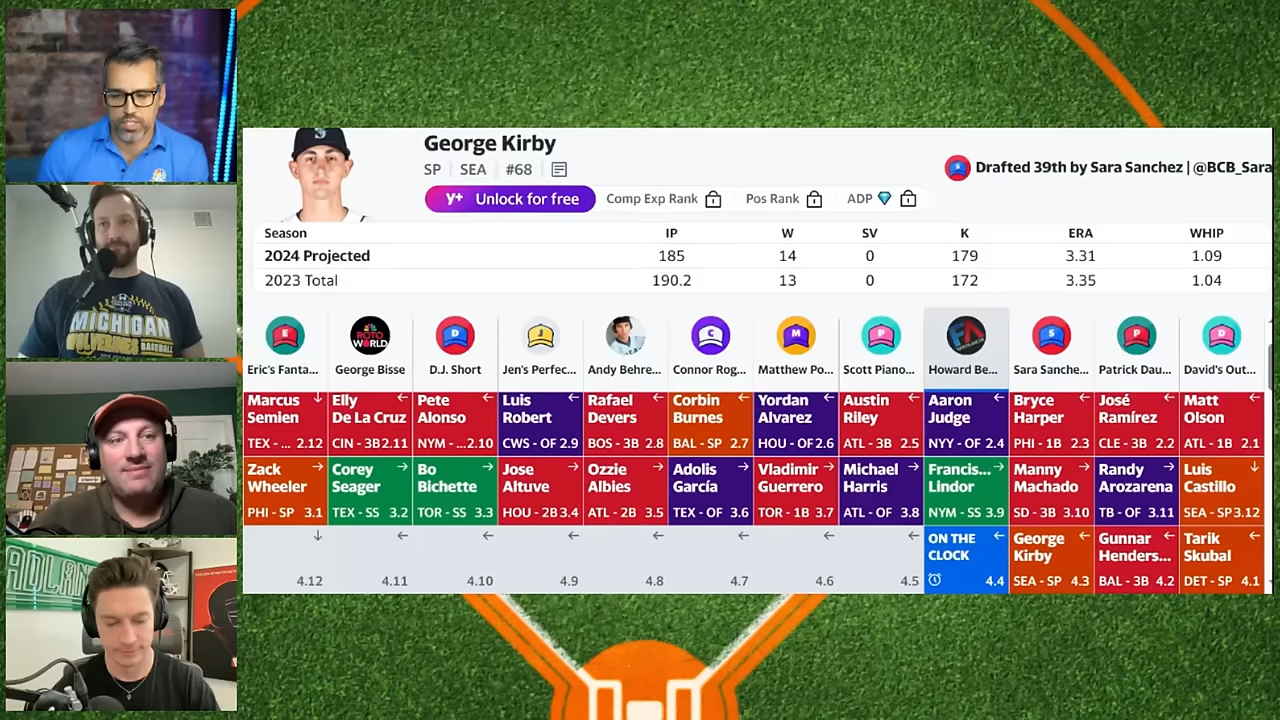 George Kirby
SP SEA #68
Drafted 39th by Sara Sanchez | @BCB_Sara
y+ Unlock for free Comp Exp Rank Pos Rank ADP
Season IP W SV K ERA WHIP
2024 Projected 185 14 0 179 3.31 1.09
2023 Total 190.2 13 0 172 3.35 1.04
E ROTO WORLD D J C M P FA S P D
Eric's Fanta... George Bisse D.J. Short Jen's Perfec... Andy Behre... Connor Rog... Matthew Po... Scott Piano... Howard Be... Sara Sanche... Patrick Dau... David's Out...
Marcus Elly Pete Luis Rafael Corbin Yordan Austin Aaron Bryce José Matt
Semien De La Cruz Alonso Robert Devers Burnes Alvarez Riley Judge Harper Ramírez Olson
TEX - ... 2.12 CIN - 3B 2.11 NYM - ... 2.10 CWS - OF 2.9 BOS - 3B 2.8 BAL - SP 2.7 HOU - OF 2.6 ATL - 3B 2.5 NYY - OF 2.4 PHI - 1B 2.3 CLE - 3B 2.2 ATL - 1B 2.1
Zack Corey Bo Jose Ozzie Adolis Vladimir Michael Francis... Manny Randy Luis
Wheeler Seager Bichette Altuve Albies García Guerrero Harris Lindor Machado Arozarena Castillo
PHI - SP 3.1 TEX - SS 3.2 TOR - SS 3.3 HOU - 2B 3.4 ATL - 2B 3.5 TEX - OF 3.6 TOR - 1B 3.7 ATL - OF 3.8 NYM - SS 3.9 SD - 3B 3.10 TB - OF 3.11 SEA - SP 3.12
ON THE George Gunnar Tarik
CLOCK Kirby Henders... Skubal
4.12 4.11 4.10 4.9 4.8 4.7 4.6 4.5 4.4 SEA - SP 4.3 BAL - 3B 4.2 DET - SP 4.1
MICHIGAN
WOLVERINES
BASEBALL